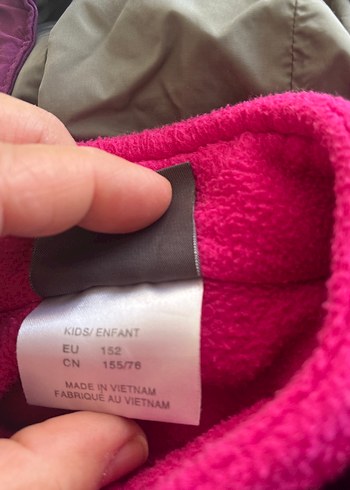 KIDS/ ENFANT
EU 152
CN 155/76
MADE IN VIETNAM
FABRIQUÉ AU VIETNAM